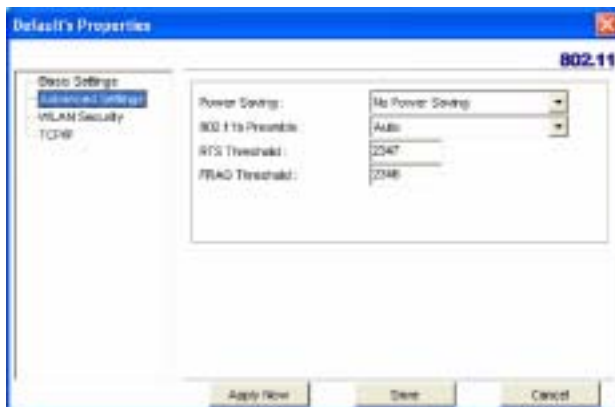 Default's Properties
802.11
Basic Settings
Advanced Settings
WLAN Security
TCP/IP
Power Saving :
No Power Saving
802.11b Preamble
Auto
RTS Threshold :
2347
FRAG Threshold :
2346
Apply Now
Save
Cancel